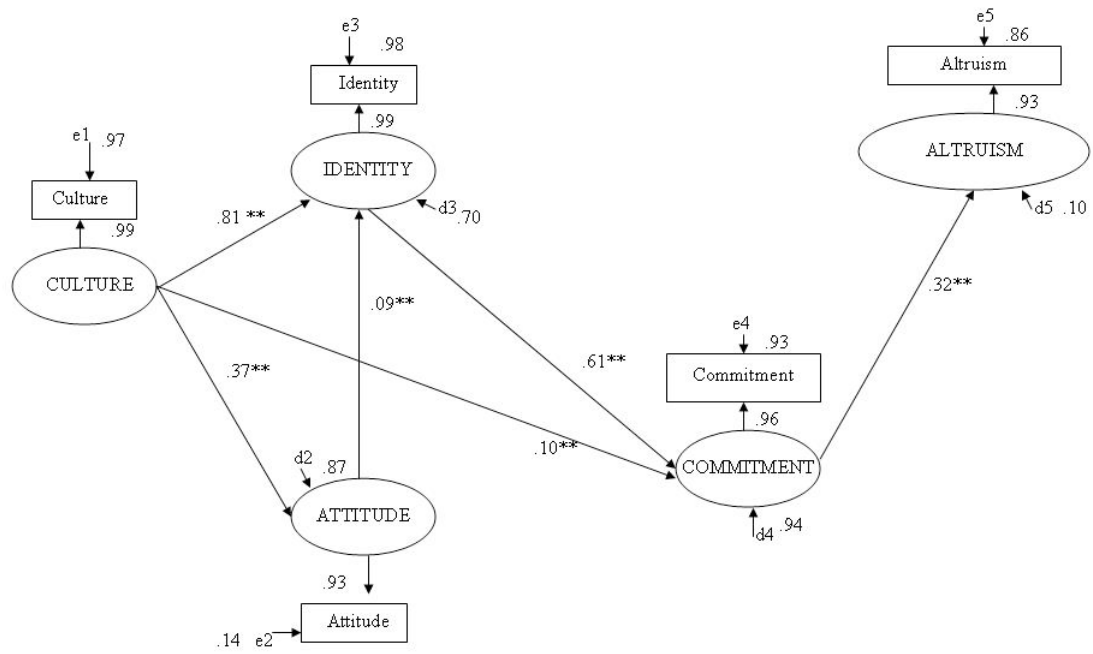 e3
.98
Identity
.99
IDENTITY
d3
.70
e5
.86
Altruism
.93
ALTRUISM
d5 .10
e1
.97
Culture
.99
CULTURE
.81 **
.09**
.37**
.10**
.61**
.32**
e4
.93
Commitment
.96
COMMITMENT
d4 .94
d2
.87
ATTITUDE
.93
Attitude
.14 e2